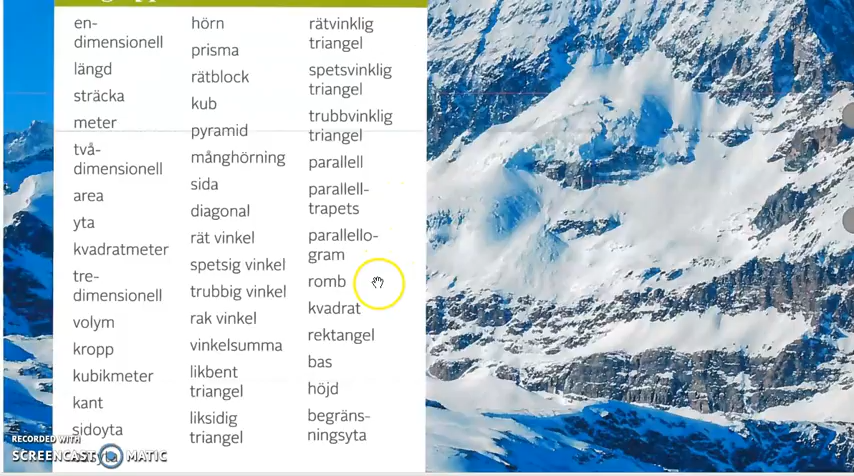 en-
dimensionell
längd
sträcka
meter
två-
dimensionell
area
yta
kvadratmeter
tre-
dimensionell
volym
kropp
kubikmeter
kant
sidoyta
hörn
prisma
rätblock
kub
pyramid
månghörning
sida
diagonal
rät vinkel
spetsig vinkel
trubbig vinkel
rak vinkel
vinkelsumma
likbent
triangel
liksidig
triangel
rätvinklig
triangel
spetsvinklig
triangel
trubbvinklig
triangel
parallell
parallell-
trapets
parallello-
gram
romb
kvadrat
rektangel
bas
höjd
begräns-
ningsyta
RECORDED WITH
SCREENCAST MATIC